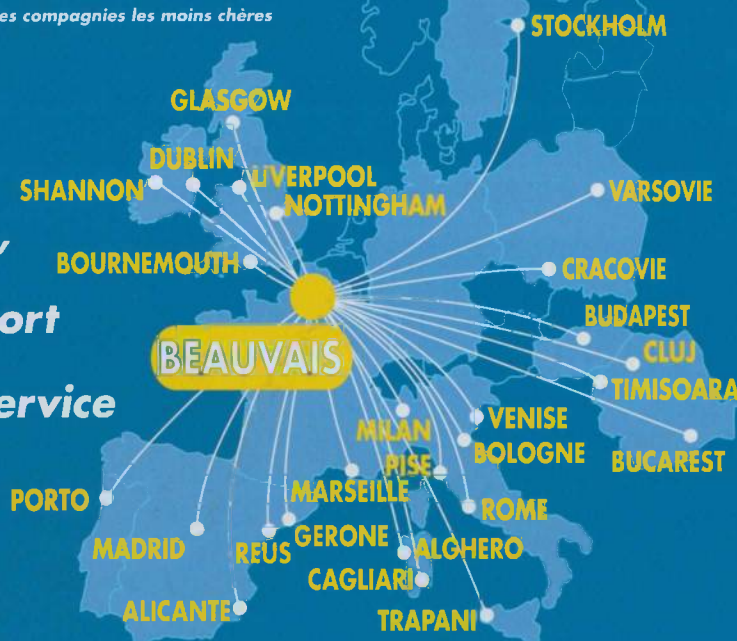 es compagnies les moins chères
STOCKHOLM
GLASGOW
DUBLIN
LIVERPOOL
SHANNON
VARSOVIE
NOTTINGHAM
BOURNEMOUTH
CRACOVIE
ort
BUDAPEST
BEAUVAIS
CLUJ
TIMISOARA
ervice
VENISE
MILAN
BOLOGNE
PISE
BUCAREST
MARSEILLE
PORTO
ROME
GERONE
MADRID
REUS
ALGHERO
CAGLIARI
ALICANTE
TRAPANI